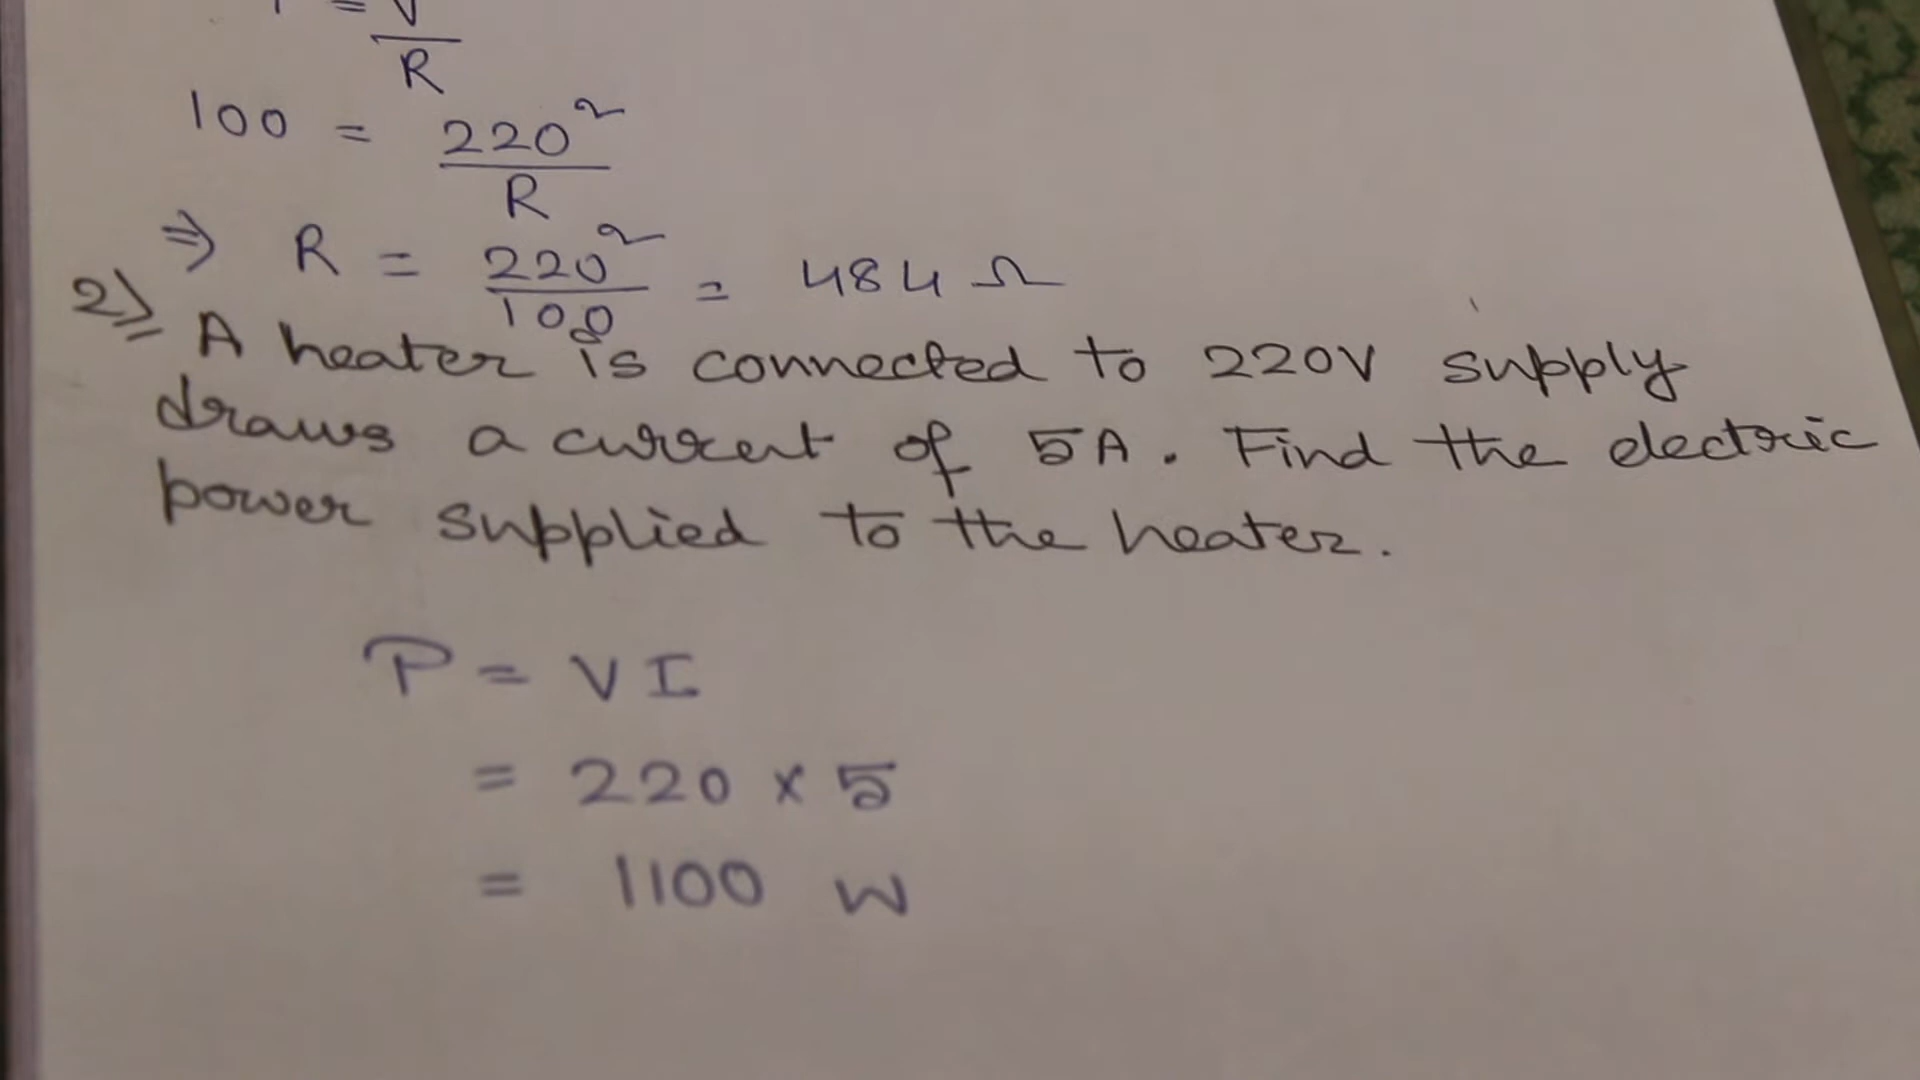 = V
R
100 = 220²
R
⇒ R = 220² = 484 Ω
100
2) A heater is connected to 220V supply
draws a current of 5A. Find the electric
power supplied to the heater.
P = VI
= 220 x 5
= 1100 W